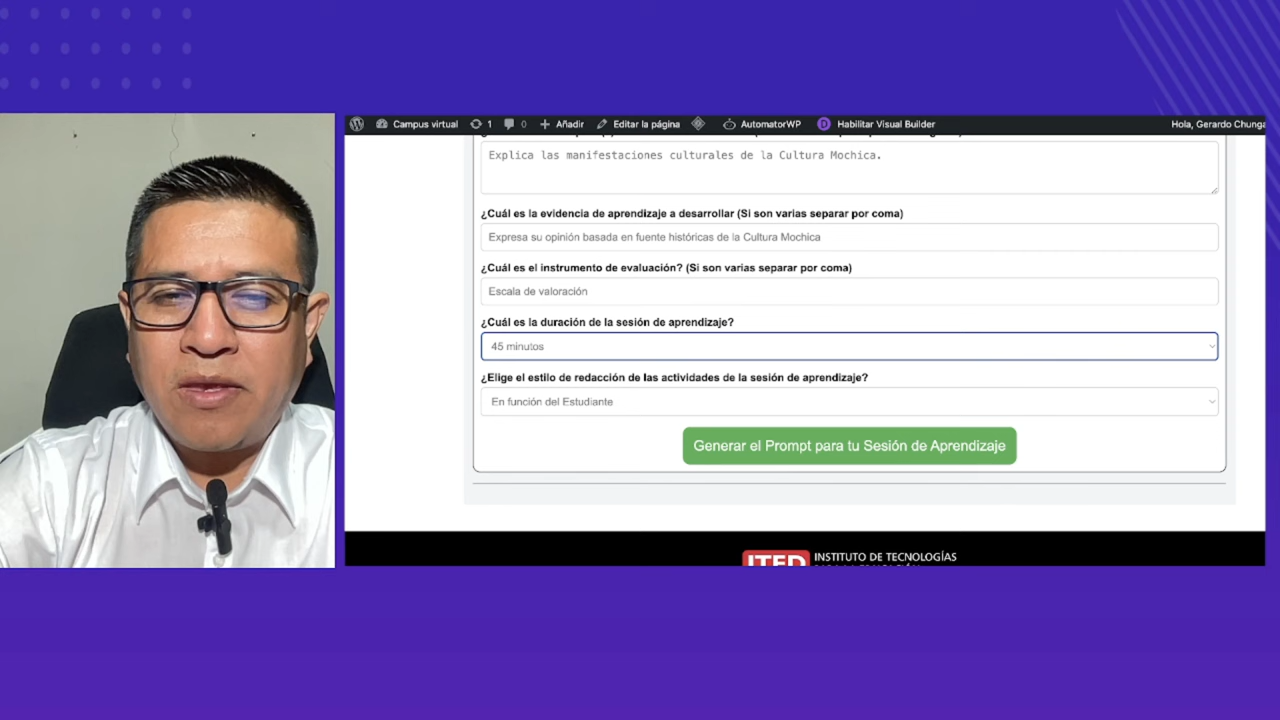 Campus virtual 1 0 Añadir Editar la página AutomatorWP Habilitar Visual Builder Hola, Gerardo Chunga
Explica las manifestaciones culturales de la Cultura Mochica.
¿Cuál es la evidencia de aprendizaje a desarrollar (Si son varias separar por coma)
Expresa su opinión basada en fuente históricas de la Cultura Mochica
¿Cuál es el instrumento de evaluación? (Si son varias separar por coma)
Escala de valoración
¿Cuál es la duración de la sesión de aprendizaje?
45 minutos
¿Elige el estilo de redacción de las actividades de la sesión de aprendizaje?
En función del Estudiante
Generar el Prompt para tu Sesión de Aprendizaje
ITED INSTITUTO DE TECNOLOGÍAS